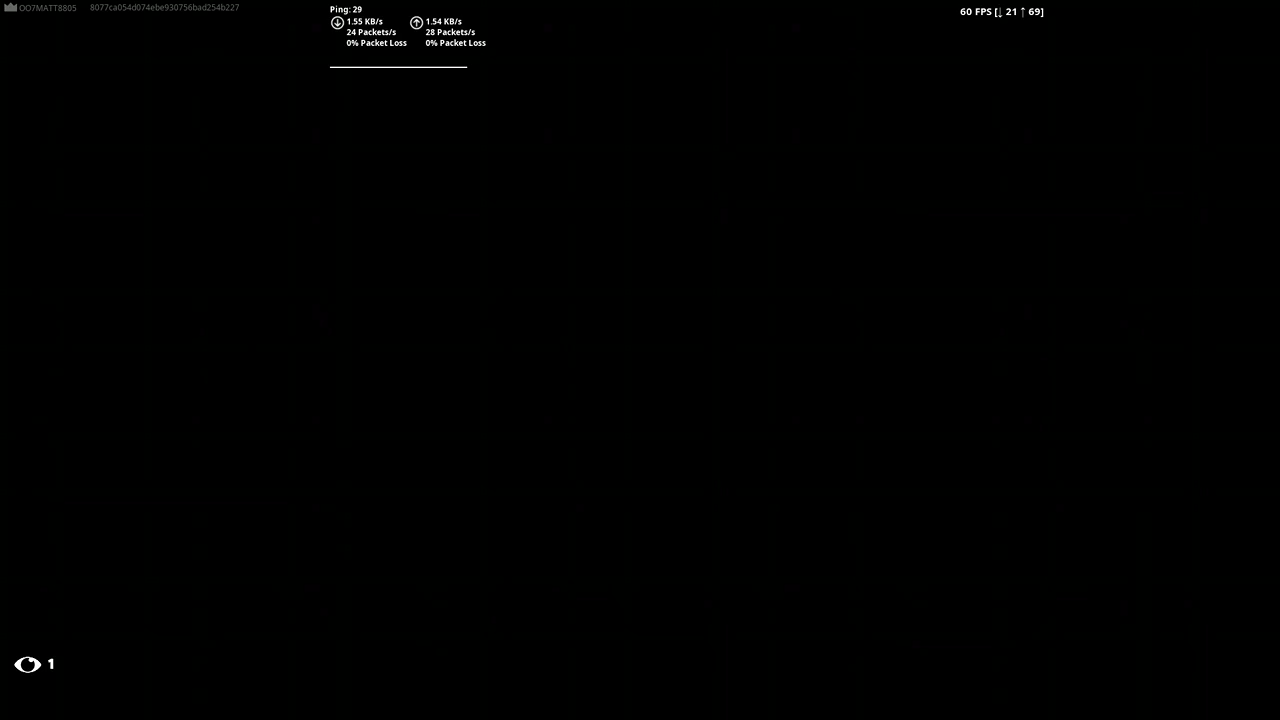 OO7MATT8805 8077ca054d074ebe930756bad254b227
Ping: 29
1.55 KB/s 1.54 KB/s
24 Packets/s 28 Packets/s
0% Packet Loss 0% Packet Loss
60 FPS [↓ 21 ↑ 69]
1